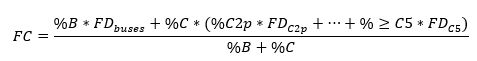 FC = (%B * FD_buses + %C * (%C2p * FD_C2p + ⋯ + % ≥ C5 * FD_C5)) / (%B + %C)